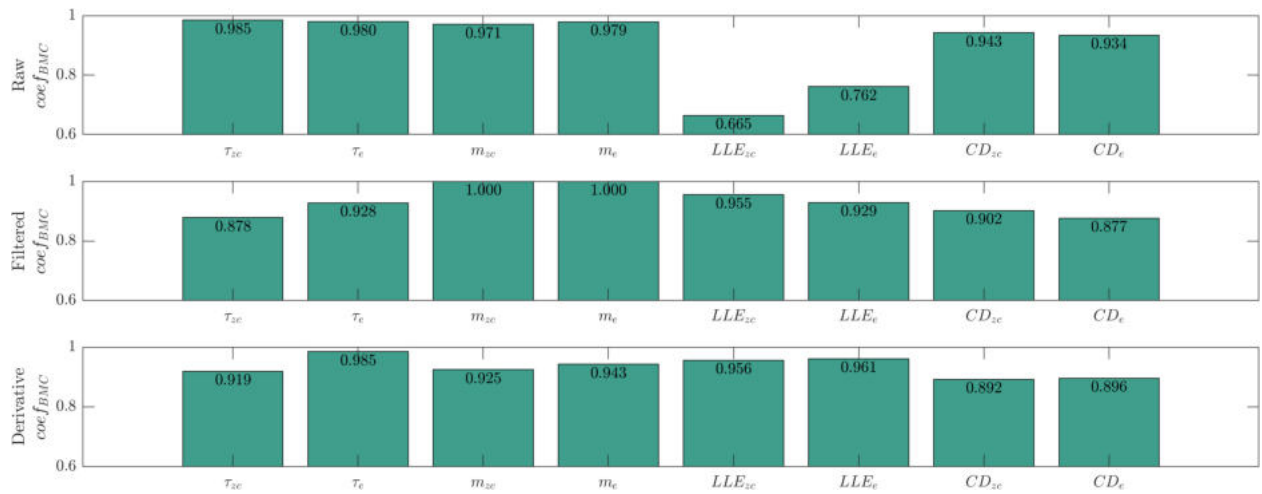 Raw
coef_BMC
1
0.8
0.6
0.985 0.980 0.971 0.979 0.665 0.762 0.943 0.934
τ_zc τ_e m_zc m_e LLE_zc LLE_e CD_zc CD_e
Filtered
coef_BMC
1
0.8
0.6
0.878 0.928 1.000 1.000 0.955 0.929 0.902 0.877
τ_zc τ_e m_zc m_e LLE_zc LLE_e CD_zc CD_e
Derivative
coef_BMC
1
0.8
0.6
0.919 0.985 0.925 0.943 0.956 0.961 0.892 0.896
τ_zc τ_e m_zc m_e LLE_zc LLE_e CD_zc CD_e